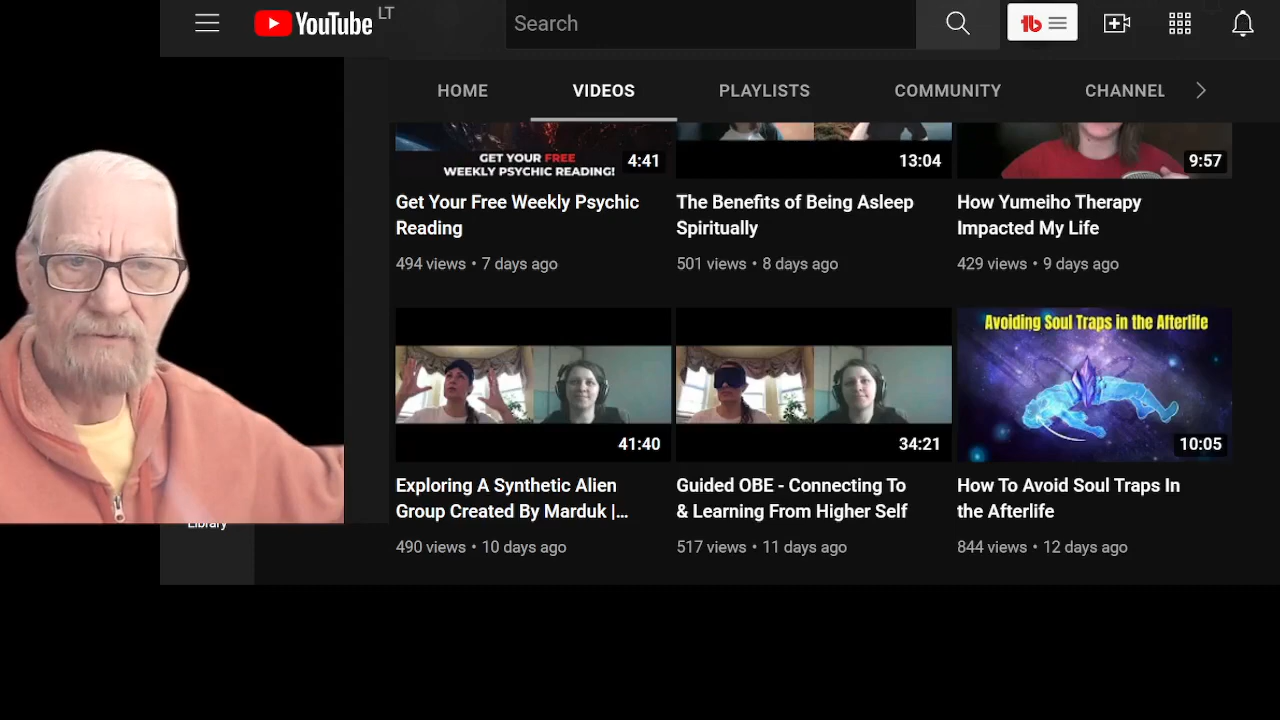 YouTube LT
Search
HOME VIDEOS PLAYLISTS COMMUNITY CHANNEL
GET YOUR FREE
WEEKLY PSYCHIC READING!
4:41
13:04
9:57
Get Your Free Weekly Psychic
Reading
494 views • 7 days ago
The Benefits of Being Asleep
Spiritually
501 views • 8 days ago
How Yumeiho Therapy
Impacted My Life
429 views • 9 days ago
41:40
34:21
Avoiding Soul Traps in the Afterlife
10:05
Exploring A Synthetic Alien
Group Created By Marduk |...
490 views • 10 days ago
Guided OBE - Connecting To
& Learning From Higher Self
517 views • 11 days ago
How To Avoid Soul Traps In
the Afterlife
844 views • 12 days ago
Library